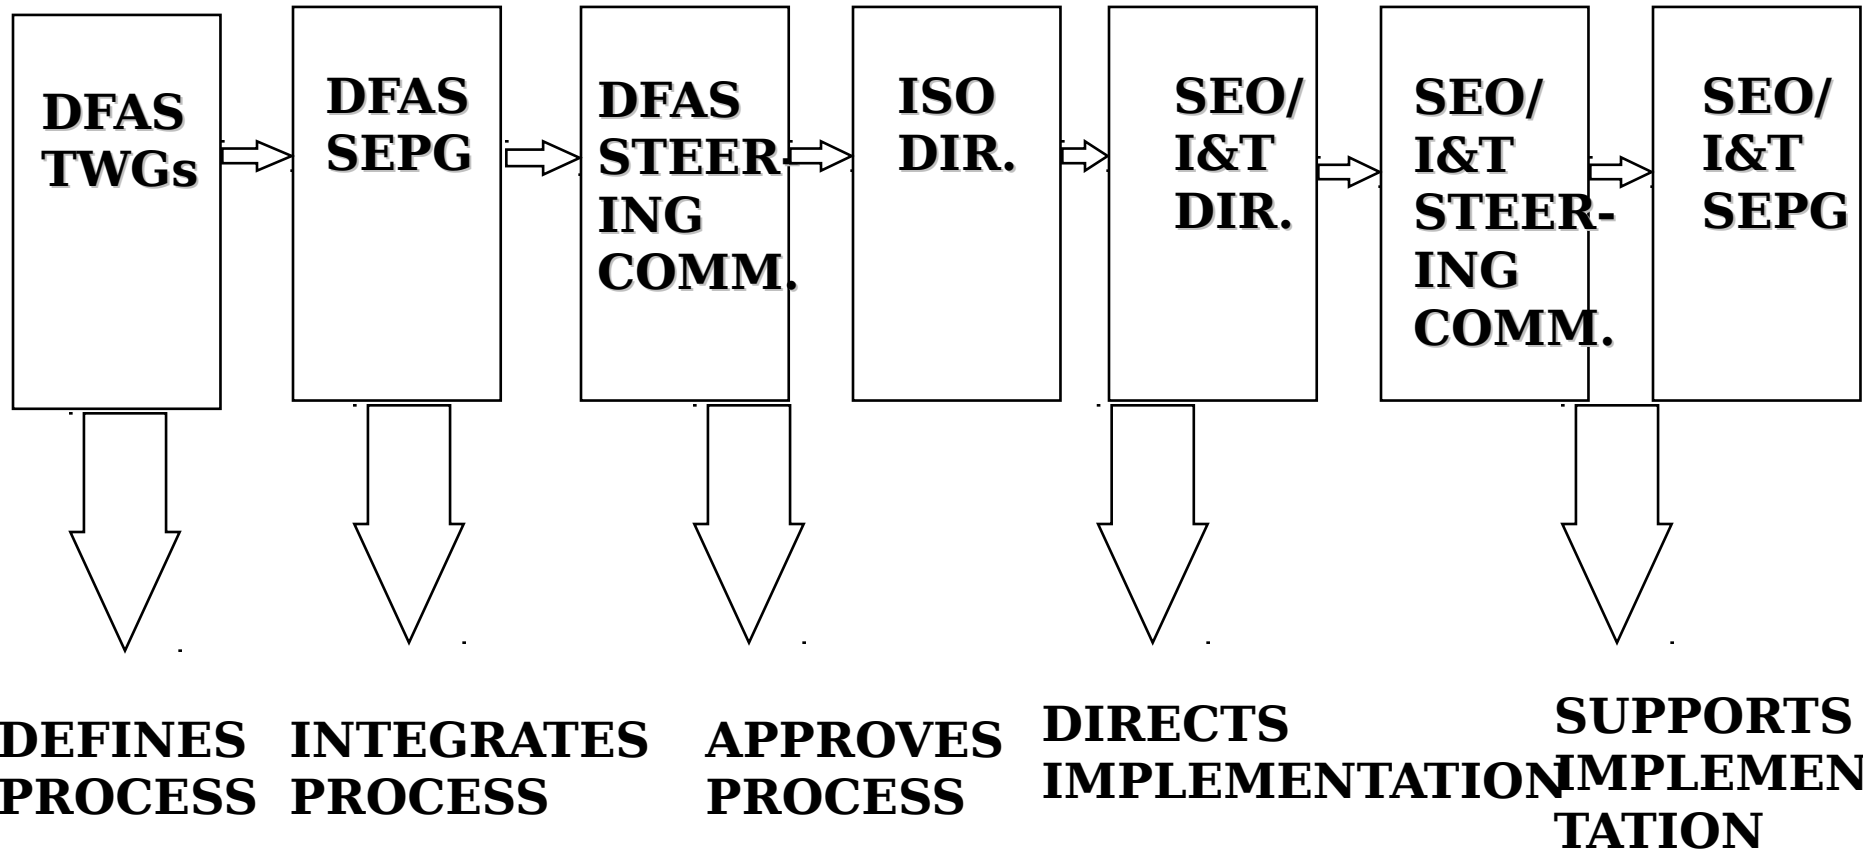 DFAS
TWGs
DFAS
SEPG
DFAS
STEER-
ING
COMM.
ISO
DIR.
SEO/
I&T
DIR.
SEO/
I&T
STEER-
ING
COMM.
SEO/
I&T
SEPG
DEFINES
PROCESS
INTEGRATES
PROCESS
APPROVES
PROCESS
DIRECTS
IMPLEMENTATION
SUPPORTS
IMPLEMEN
TATION